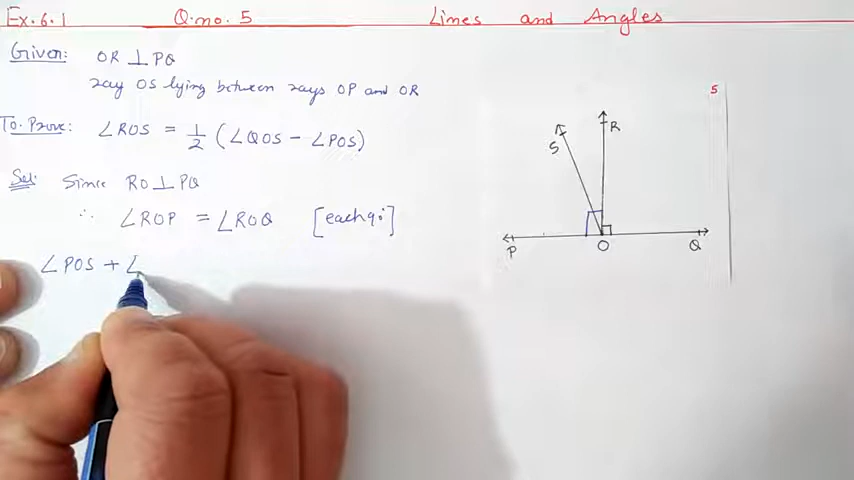 Ex.6.1 Q.no.5 Lines and Angles
Given: OR ⊥ PQ
ray OS lying between rays OP and OR
To Prove: ∠ROS = 1/2 (∠QOS - ∠POS)
Sol: Since RO ⊥ PQ
∴ ∠ROP = ∠ROQ [each 90°]
∠POS + ∠
5
R
S
P
O
Q